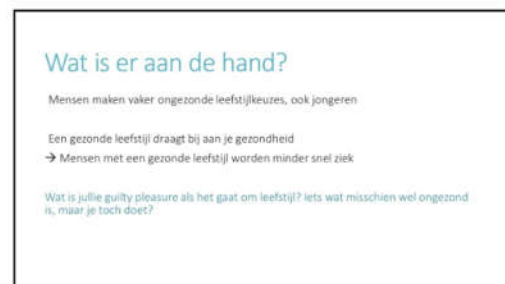 Wat is er aan de hand?
Mensen maken vaker ongezonde leefstijlkeuzes, ook jongeren
Een gezonde leefstijl draagt bij aan je gezondheid
→ Mensen met een gezonde leefstijl worden minder snel ziek
Wat is jullie guilty pleasure als het gaat om leefstijl? Iets wat misschien wel ongezond
is, maar je toch doet?